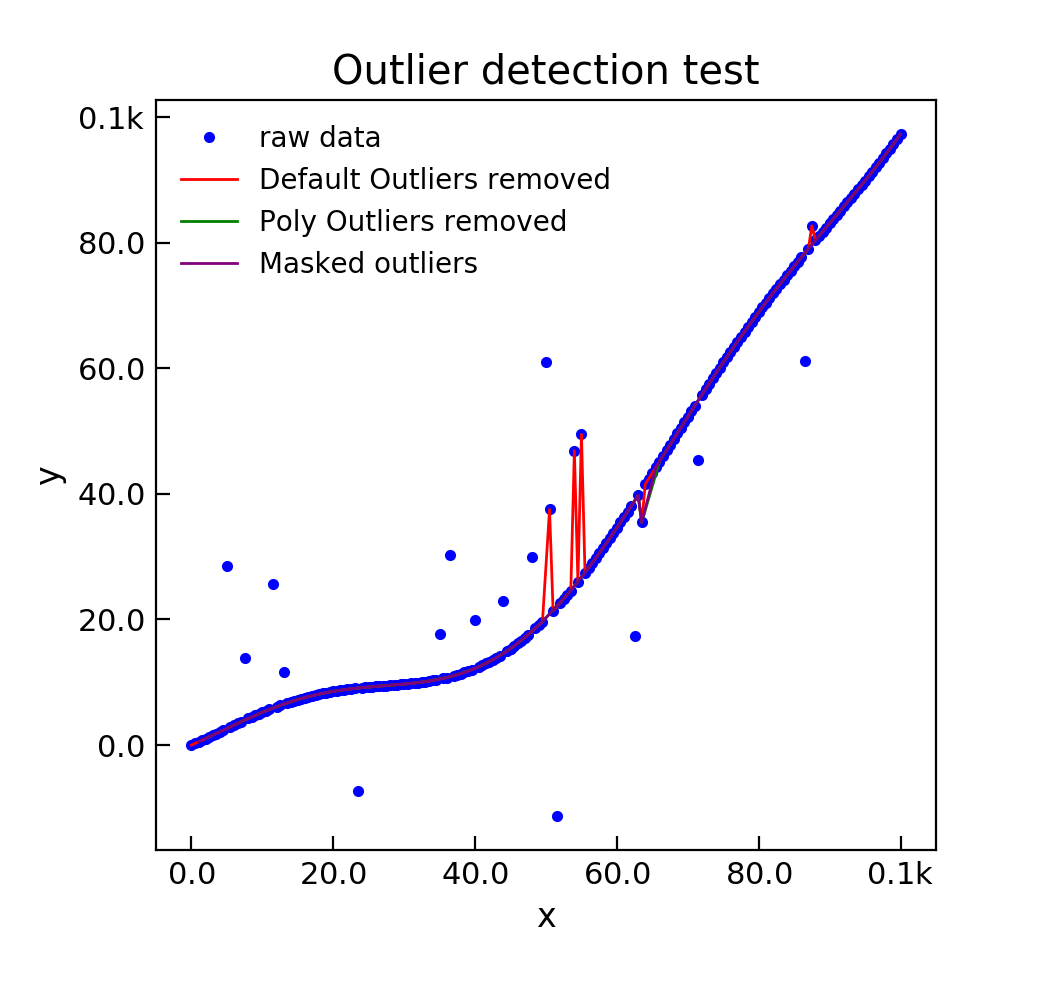 Outlier detection test
0.1k
80.0
60.0
40.0
20.0
0.0
y
raw data
Default Outliers removed
Poly Outliers removed
Masked outliers
0.0 20.0 40.0 60.0 80.0 0.1k
x